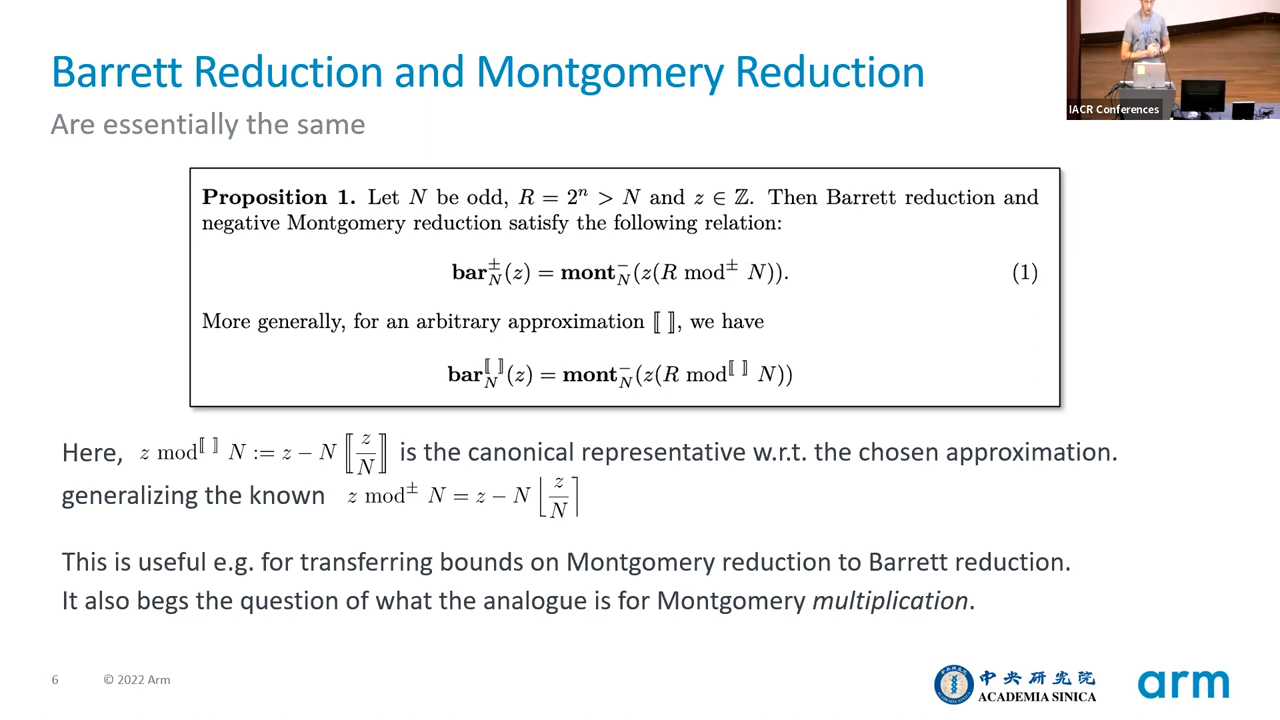 Barrett Reduction and Montgomery Reduction
Are essentially the same
IACR Conferences
Proposition 1. Let N be odd, R = 2ⁿ > N and z ∈ ℤ. Then Barrett reduction and
negative Montgomery reduction satisfy the following relation:
bar^±_N(z) = mont^−_N(z(R mod^± N)). (1)
More generally, for an arbitrary approximation ⟦ ⟧, we have
bar^⟦ ⟧_N(z) = mont^−_N(z(R mod^⟦ ⟧ N))
Here, z mod^⟦ ⟧ N := z − N ⟦z/N⟧ is the canonical representative w.r.t. the chosen approximation.
generalizing the known z mod^± N = z − N ⌊z/N⌉
This is useful e.g. for transferring bounds on Montgomery reduction to Barrett reduction.
It also begs the question of what the analogue is for Montgomery multiplication.
6 © 2022 Arm
中央研究院
ACADEMIA SINICA
arm